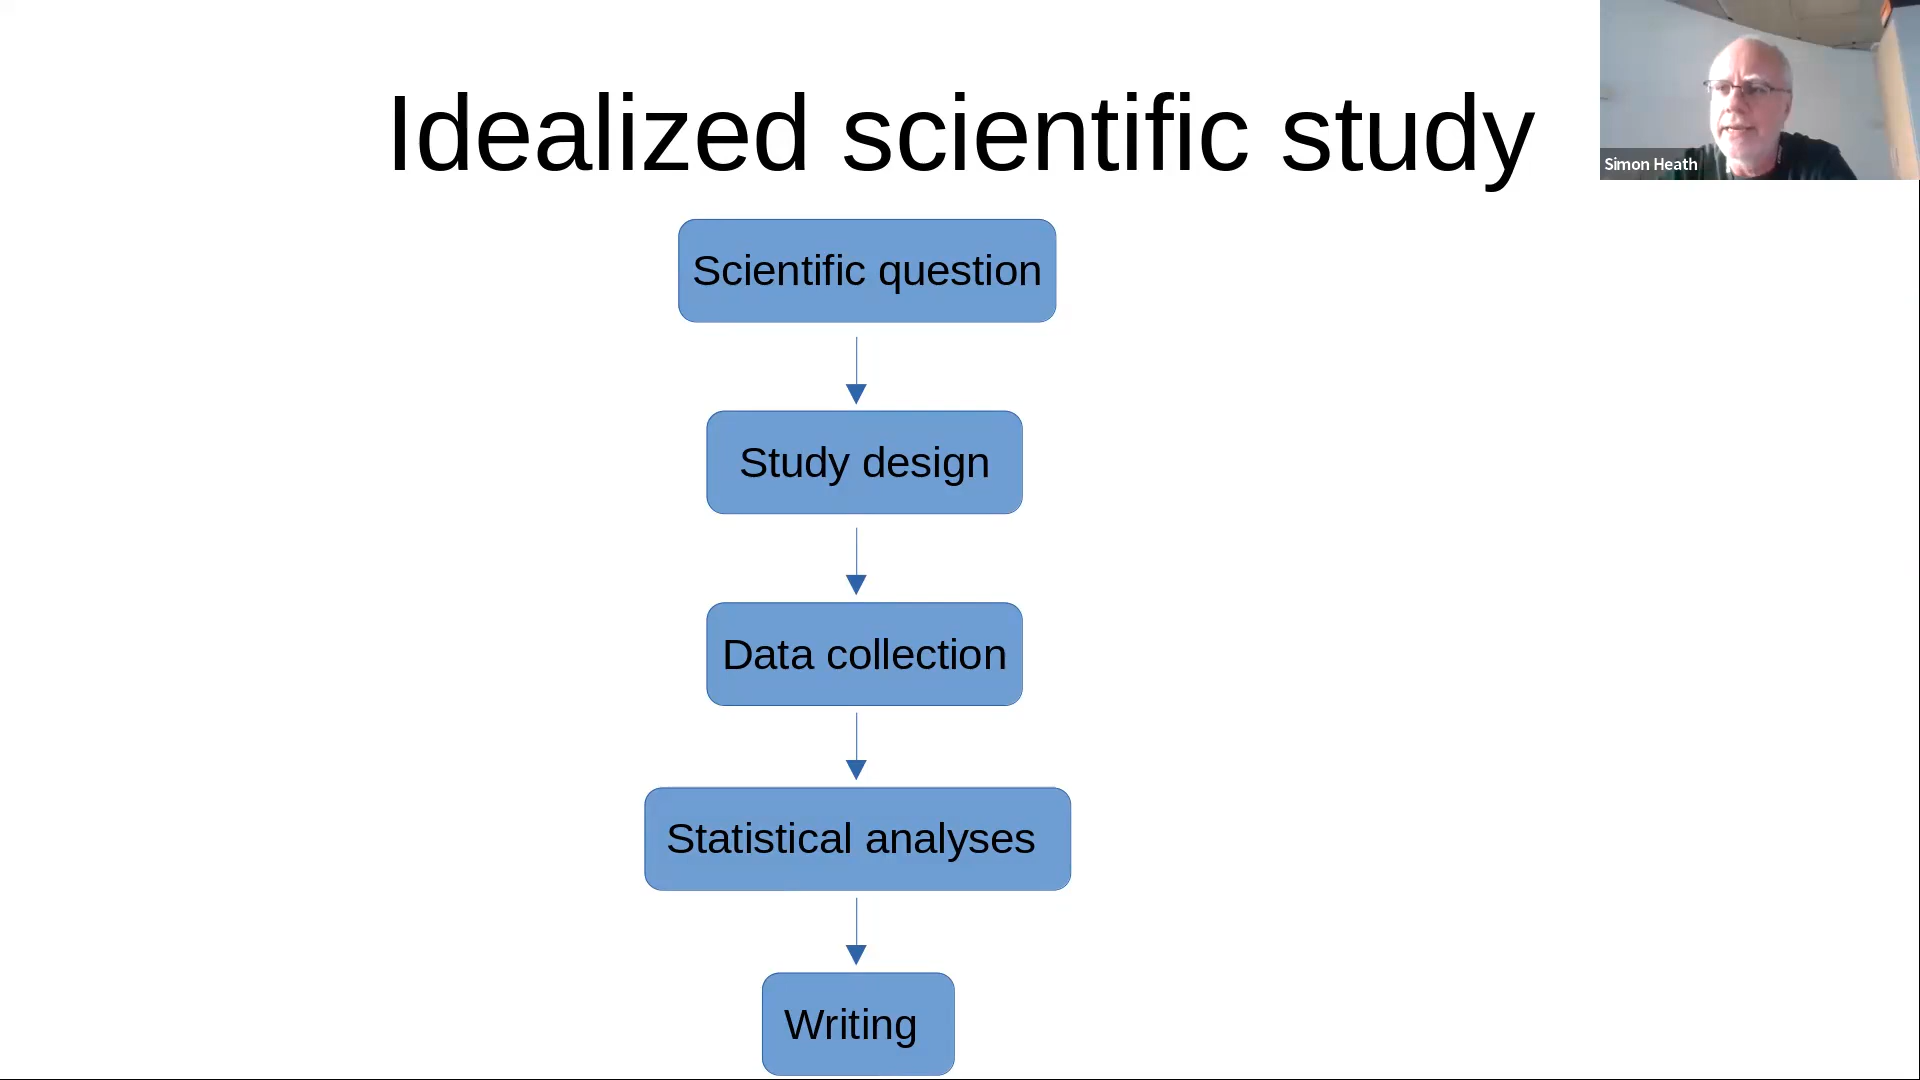 Idealized scientific study
Simon Heath
Scientific question
Study design
Data collection
Statistical analyses
Writing